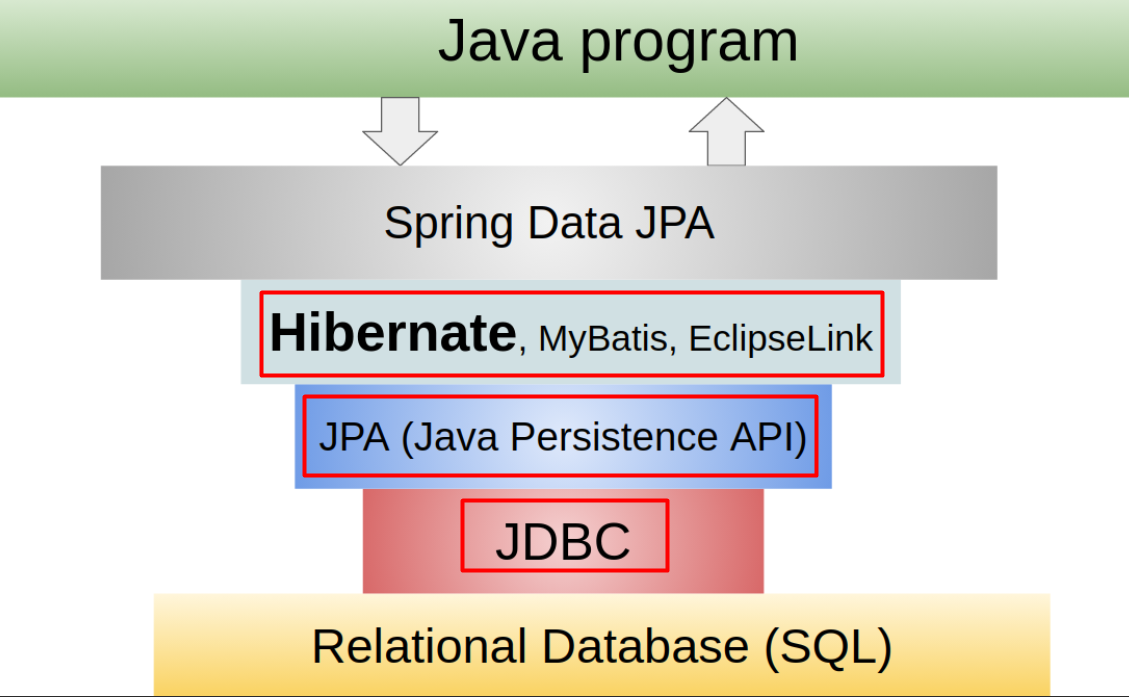 Java program
Spring Data JPA
Hibernate, MyBatis, EclipseLink
JPA (Java Persistence API)
JDBC
Relational Database (SQL)